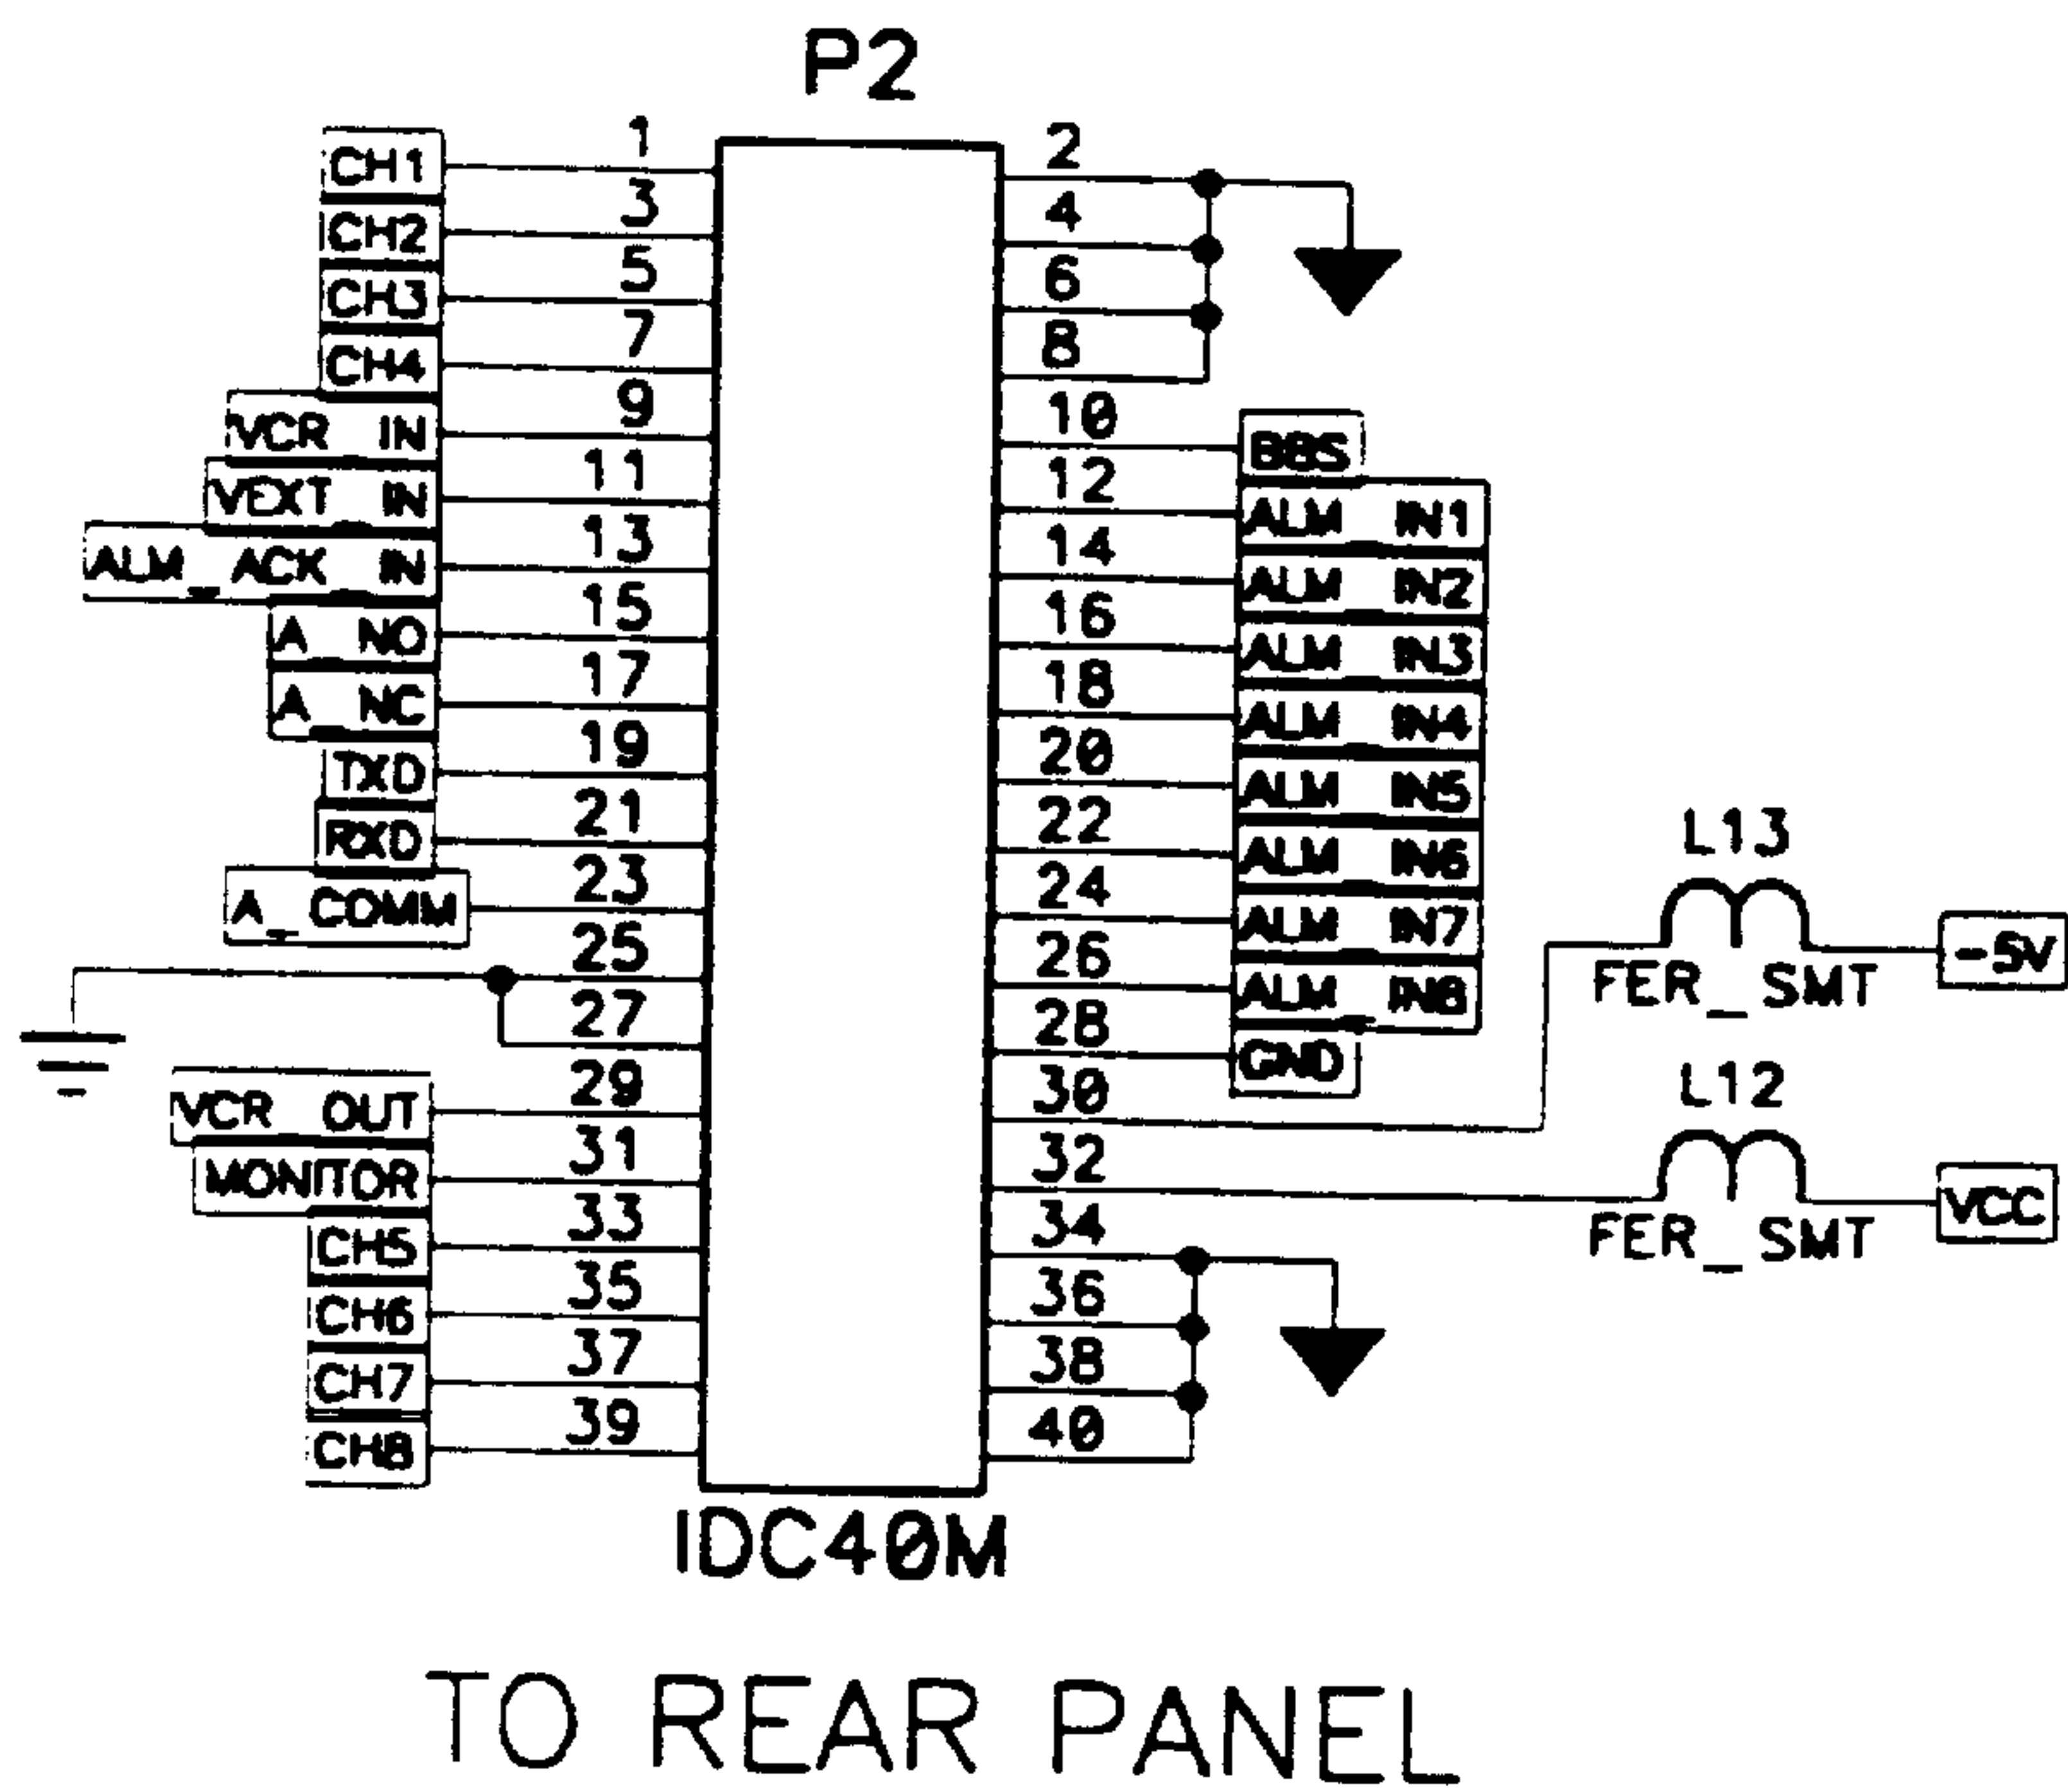 P2
CH1 1 2
CH2 3 4
CH3 5 6
CH4 7 8
VCR_IN 9 10 BBS
VEXT_IN 11 12 ALM_IN1
ALM_ACK_IN 13 14 ALM_IN2
A_NO 15 16 ALM_IN3
A_NC 17 18 ALM_IN4
TXD 19 20 ALM_IN5
RXD 21 22 ALM_IN6
A_COMM 23 24 ALM_IN7
25 26 ALM_IN8
27 28 GND
VCR_OUT 29 30
MONITOR 31 32
CH5 33 34
CH6 35 36
CH7 37 38
CH8 39 40
L13
-5V
FER_SMT
L12
VCC
FER_SMT
IDC40M
TO REAR PANEL